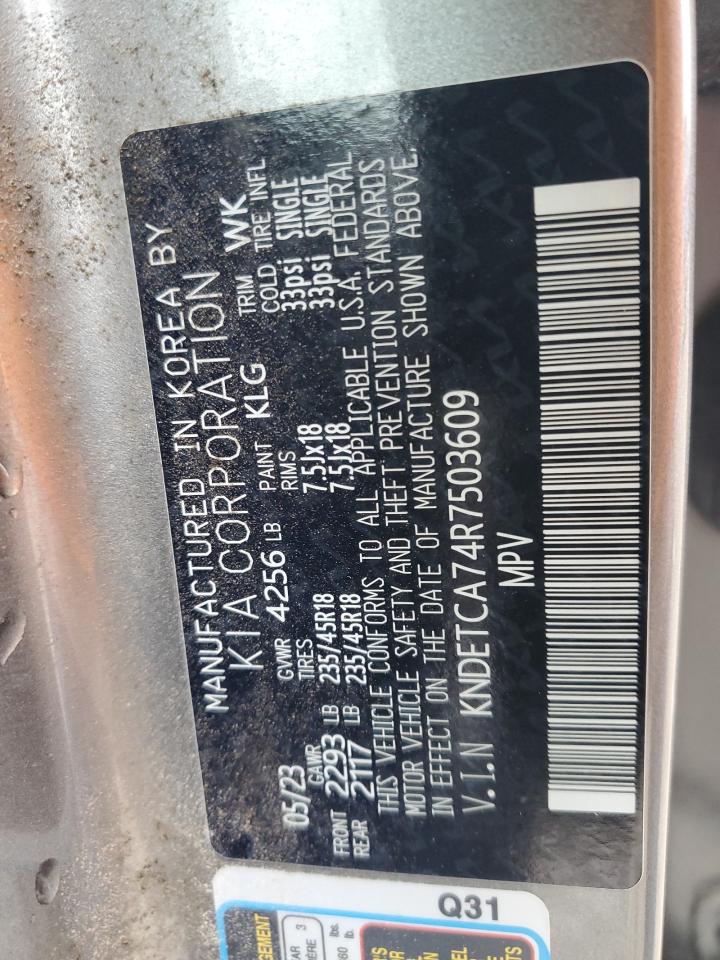 MANUFACTURED IN KOREA BY
KIA CORPORATION
05/23 GVWR 4256 LB PAINT KLG TRIM WK
GAWR TIRES RIMS COLD TIRE INFL
FRONT 2293 LB 235/45R18 7.5Jx18 33psi SINGLE
REAR 2117 LB 235/45R18 7.5Jx18 33psi SINGLE
THIS VEHICLE CONFORMS TO ALL APPLICABLE U.S.A. FEDERAL
MOTOR VEHICLE SAFETY AND THEFT PREVENTION STANDARDS
IN EFFECT ON THE DATE OF MANUFACTURE SHOWN ABOVE.
V.I.N KNDETCA74R7503609
MPV
Q31
3
lbs.
lb.